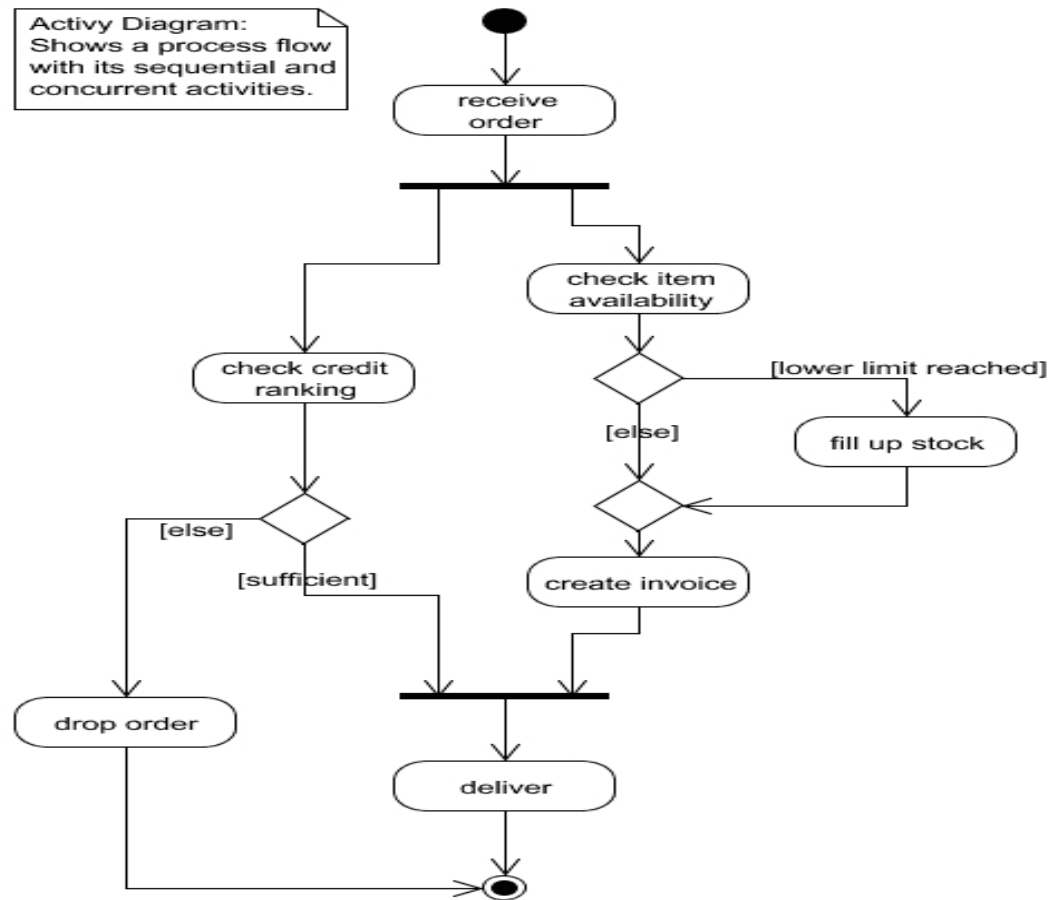 Activy Diagram:
Shows a process flow
with its sequential and
concurrent activities.
receive
order
check item
availability
check credit
ranking
[lower limit reached]
[else]
fill up stock
[else]
[sufficient]
create invoice
drop order
deliver